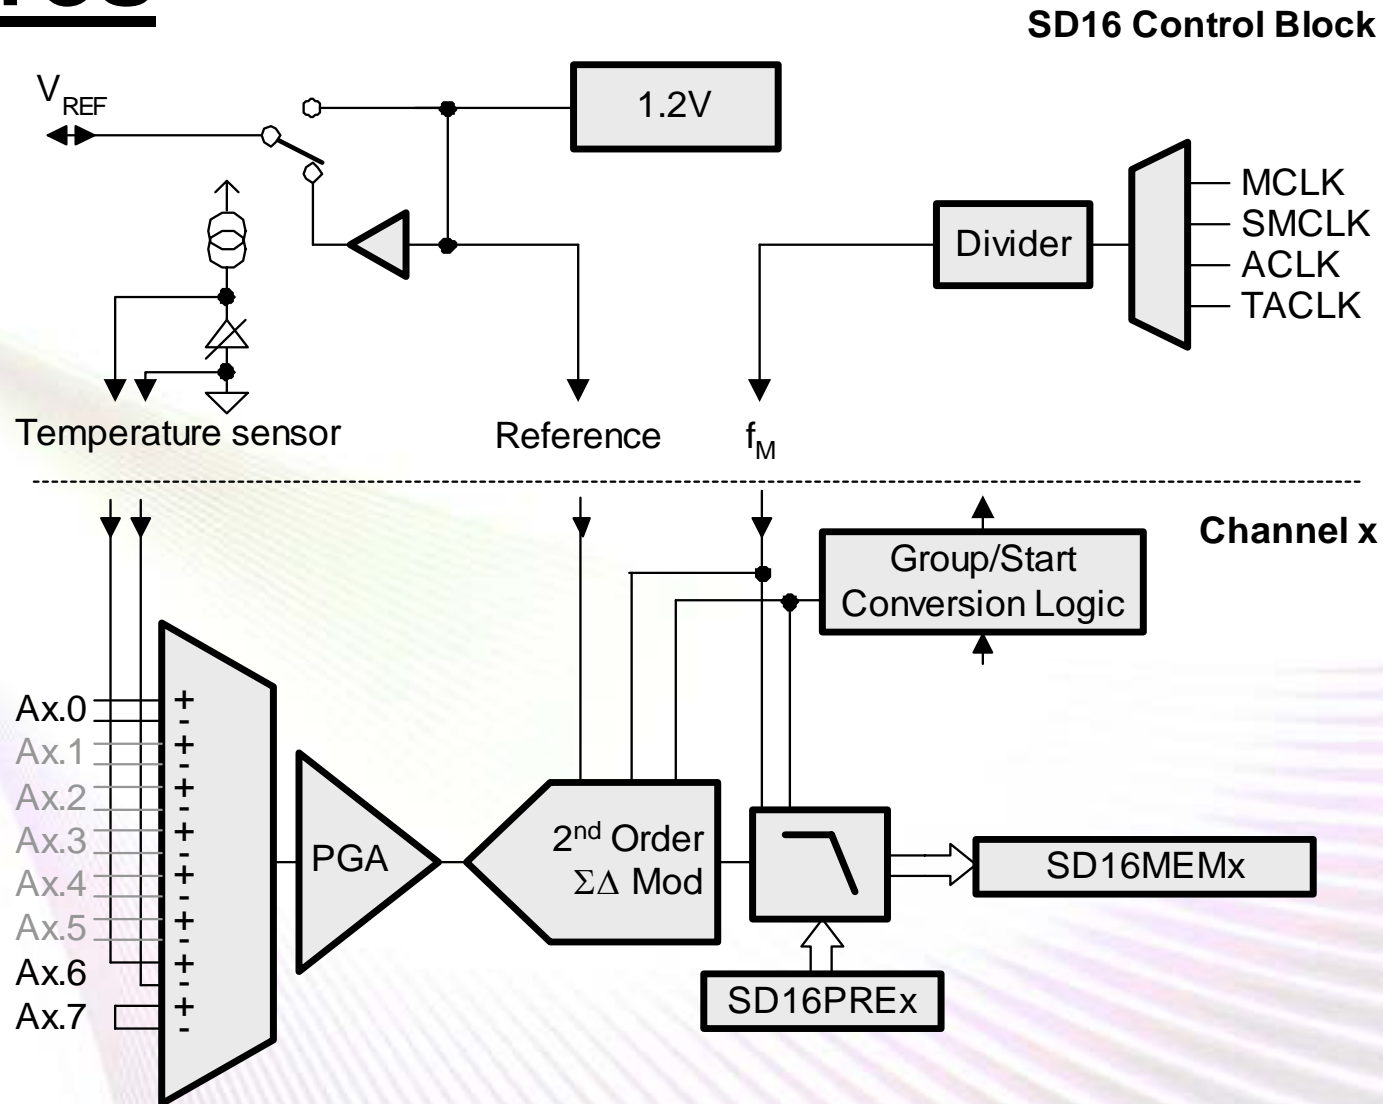 SD16 Control Block
VREF
1.2V
MCLK
SMCLK
ACLK
TACLK
Divider
Temperature sensor
Reference
fM
Channel x
Group/Start
Conversion Logic
Ax.0
+
-
Ax.1
+
-
Ax.2
+
-
Ax.3
+
-
Ax.4
+
-
Ax.5
+
-
Ax.6
+
-
Ax.7
+
-
PGA
2nd Order
ΣΔ Mod
SD16MEMx
SD16PREx